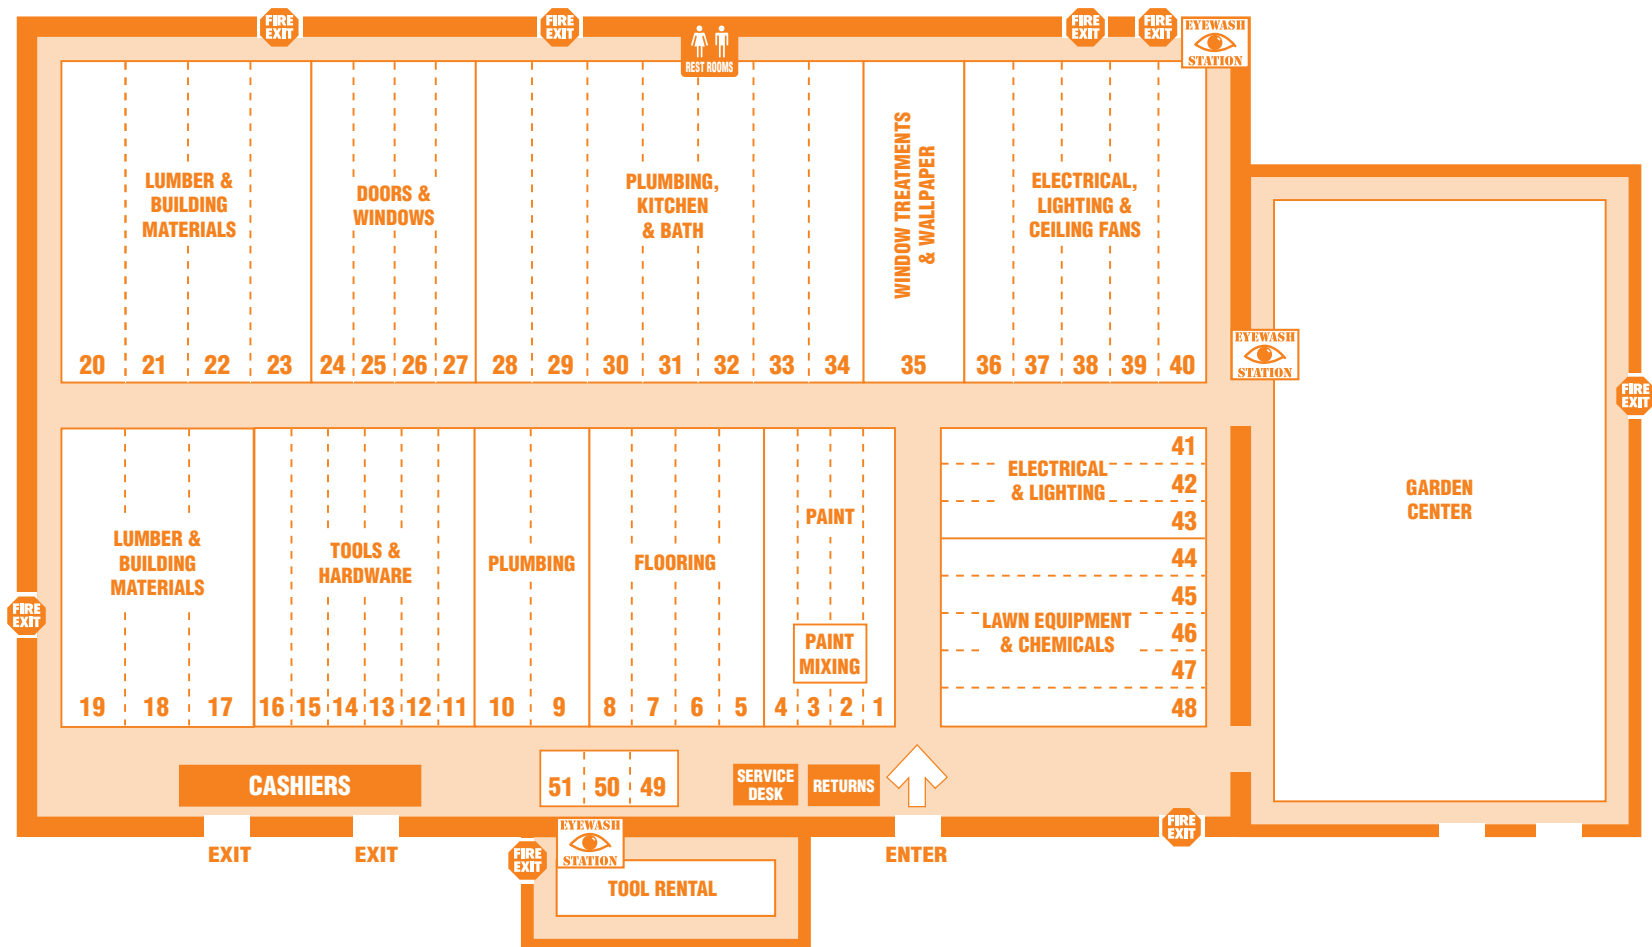 FIRE
EXIT
FIRE
EXIT
FIRE
EXIT
FIRE
EXIT
EYEWASH
STATION
REST ROOMS
LUMBER &
BUILDING
MATERIALS
DOORS &
WINDOWS
PLUMBING,
KITCHEN
& BATH
WINDOW TREATMENTS
& WALLPAPER
ELECTRICAL,
LIGHTING &
CEILING FANS
20 21 22 23 24 25 26 27 28 29 30 31 32 33 34 35 36 37 38 39 40
EYEWASH
STATION
FIRE
EXIT
LUMBER &
BUILDING
MATERIALS
TOOLS &
HARDWARE
PLUMBING
FLOORING
PAINT
PAINT
MIXING
19 18 17 16 15 14 13 12 11 10 9 8 7 6 5 4 3 2 1
ELECTRICAL
& LIGHTING
41
42
43
LAWN EQUIPMENT
& CHEMICALS
44
45
46
47
48
GARDEN
CENTER
FIRE
EXIT
CASHIERS
51 50 49
SERVICE
DESK
RETURNS
EXIT
EXIT
FIRE
EXIT
EYEWASH
STATION
TOOL RENTAL
ENTER
FIRE
EXIT